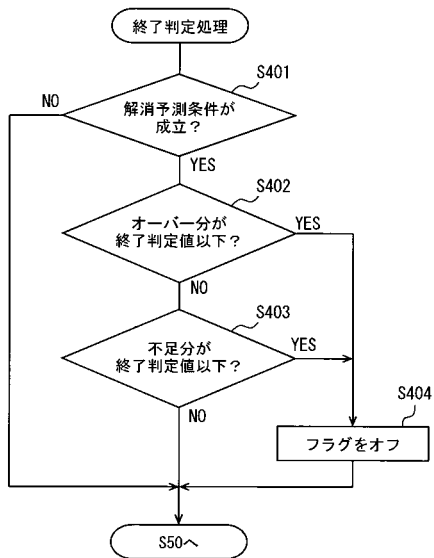 終了判定処理
S401
NO
解消予測条件が
成立？
YES
S402
オーバー分が
終了判定値以下？
YES
NO
S403
不足分が
終了判定値以下？
YES
NO
S404
フラグをオフ
S50へ